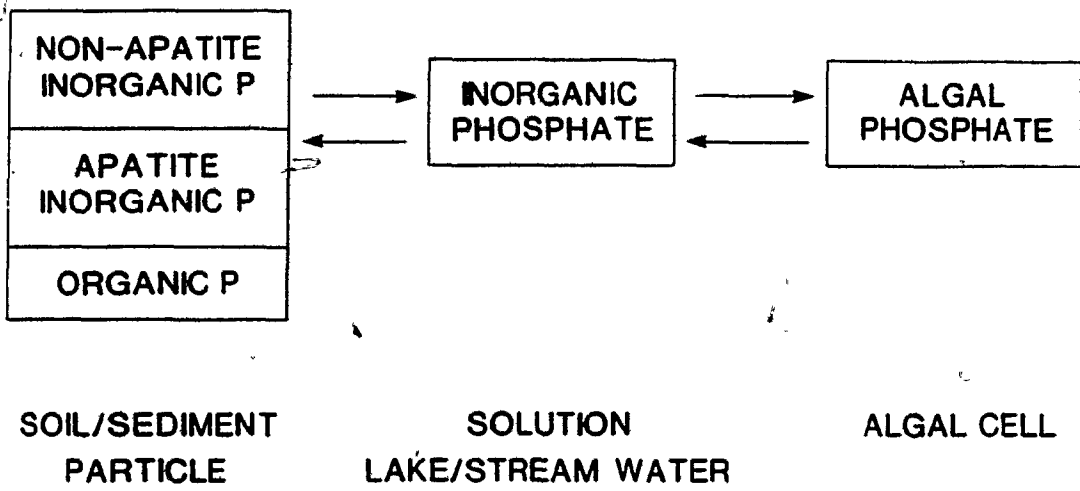 NON-APATITE
INORGANIC P
APATITE
INORGANIC P
ORGANIC P
INORGANIC
PHOSPHATE
ALGAL
PHOSPHATE
SOIL/SEDIMENT
PARTICLE
SOLUTION
LAKE/STREAM WATER
ALGAL CELL